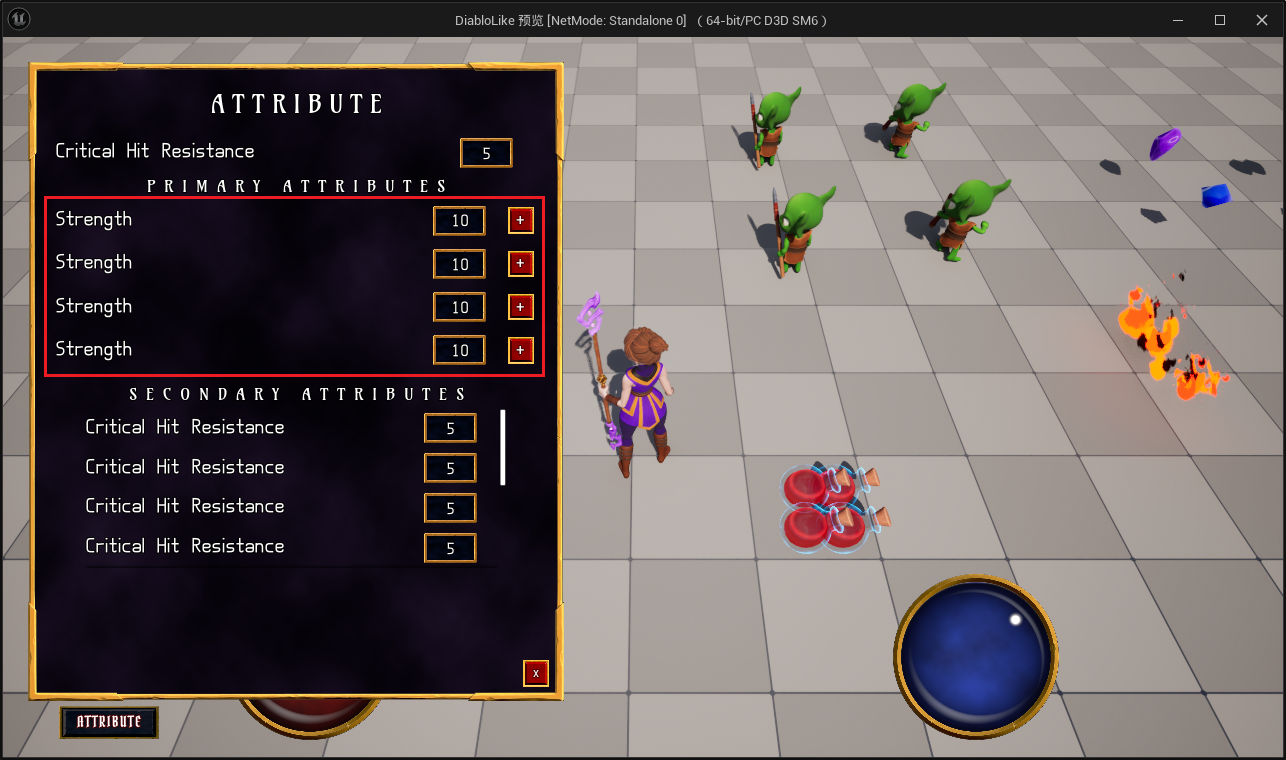 DiabloLike 预览 [NetMode: Standalone 0] ( 64-bit/PC D3D SM6 )
ATTRIBUTE
Critical Hit Resistance 5
PRIMARY ATTRIBUTES
Strength 10 +
Strength 10 +
Strength 10 +
Strength 10 +
SECONDARY ATTRIBUTES
Critical Hit Resistance 5
Critical Hit Resistance 5
Critical Hit Resistance 5
Critical Hit Resistance 5
x
ATTRIBUTE